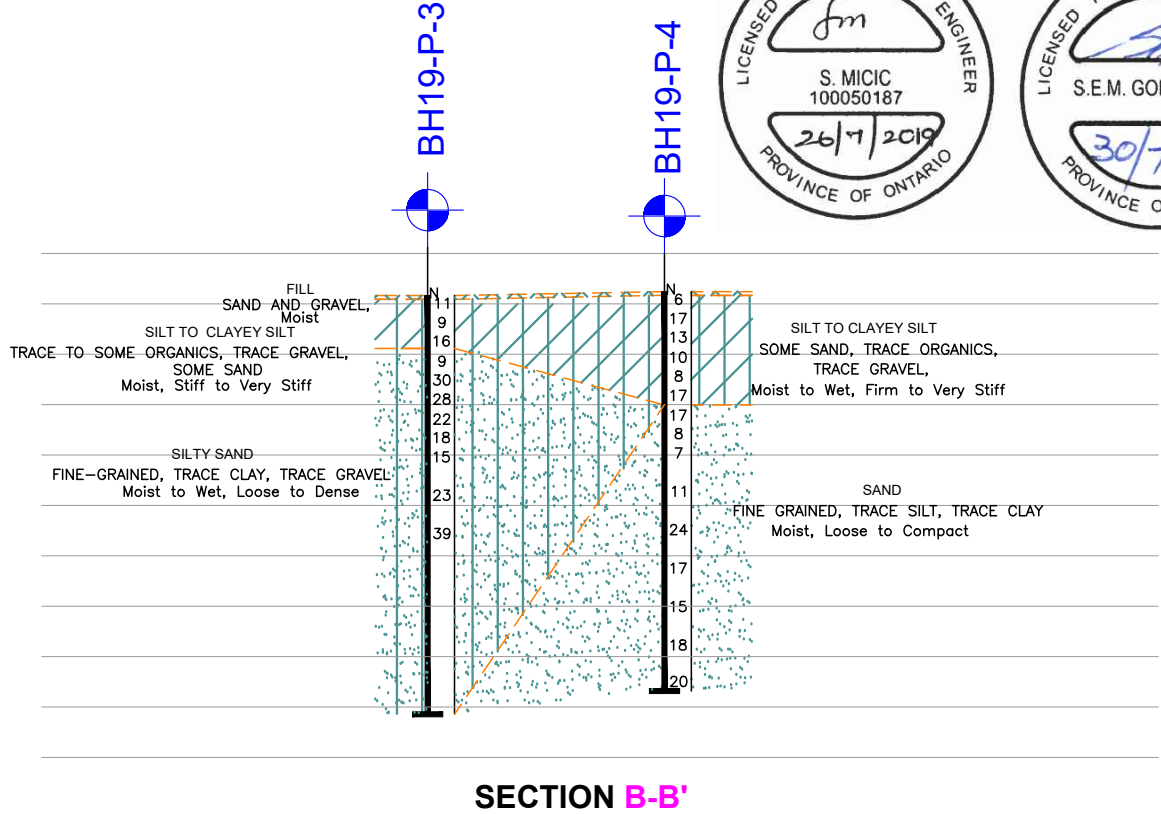 BH19-P-3
BH19-P-4
LICENSED
ENGINEER
S. MICIC
100050187
26/7/2019
PROVINCE OF ONTARIO
LICENSED
S.E.M.
30/
PROVINCE
FILL
SAND AND GRAVEL,
Moist
SILT TO CLAYEY SILT
TRACE TO SOME ORGANICS, TRACE GRAVEL,
SOME SAND
Moist, Stiff to Very Stiff
SILTY SAND
FINE-GRAINED, TRACE CLAY, TRACE GRAVEL
Moist to Wet, Loose to Dense
N
11
9
16
9
30
28
22
18
15
23
39
N
6
17
13
10
8
17
17
8
7
11
24
17
15
18
20
SILT TO CLAYEY SILT
SOME SAND, TRACE ORGANICS,
TRACE GRAVEL,
Moist to Wet, Firm to Very Stiff
SAND
FINE GRAINED, TRACE SILT, TRACE CLAY
Moist, Loose to Compact
SECTION B-B'